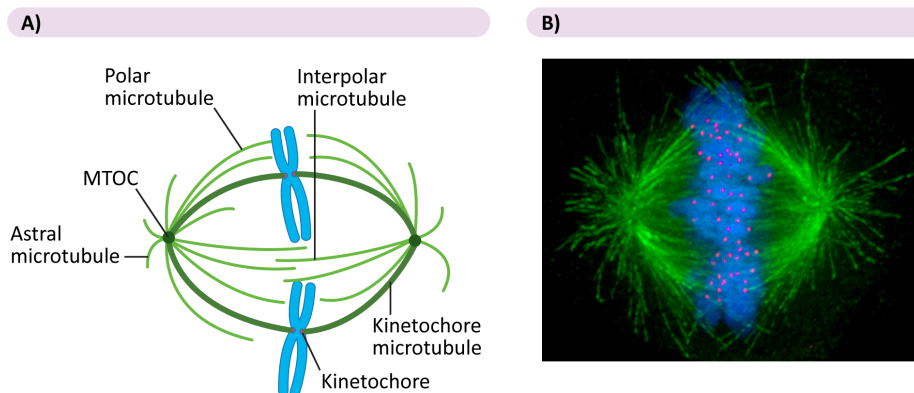 A)
Polar
microtubule
Interpolar
microtubule
MTOC
Astral
microtubule
Kinetochore
microtubule
Kinetochore
B)